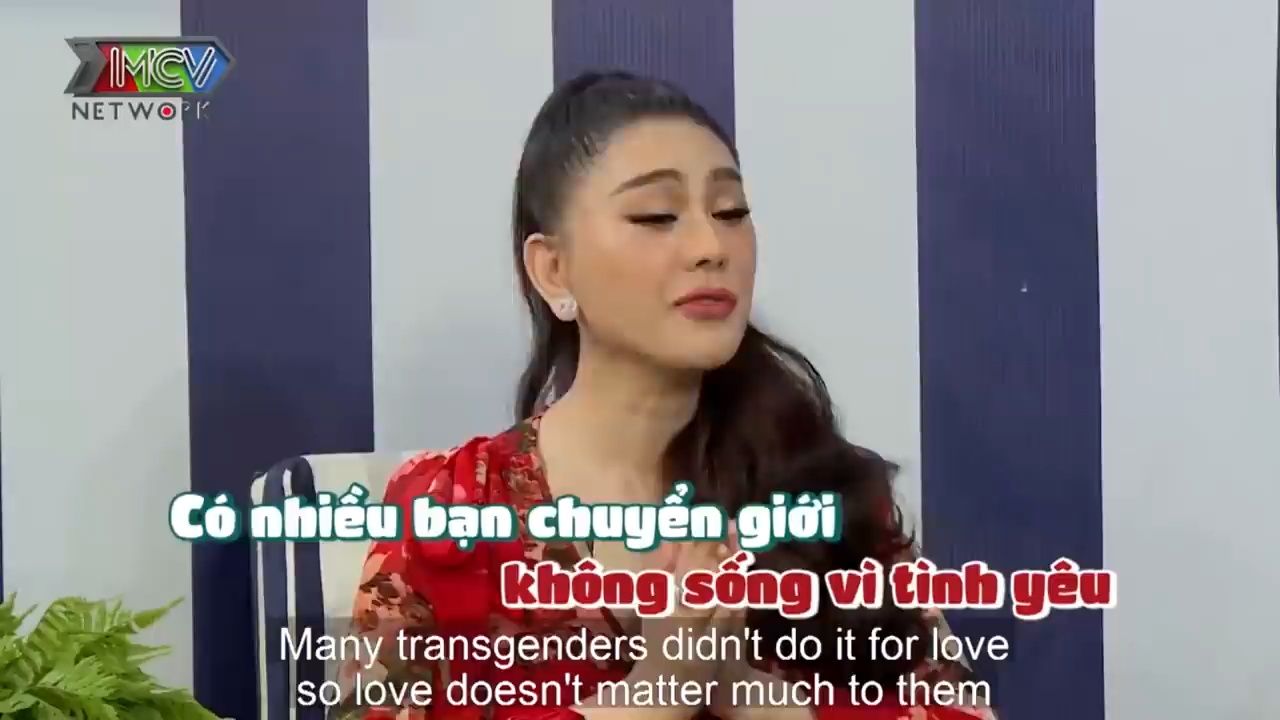 MCV
NETWORK
Có nhiều bạn chuyển giới
không sống vì tình yêu
Many transgenders didn't do it for love
so love doesn't matter much to them